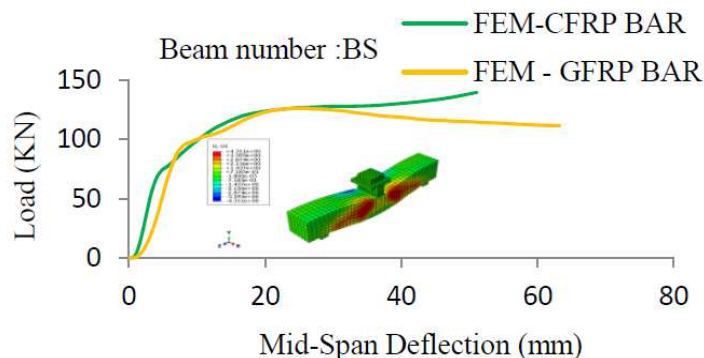 FEM-CFRP BAR
Beam number :BS
FEM - GFRP BAR
150
100
50
0
0
20
40
60
80
Load (KN)
Mid-Span Deflection (mm)